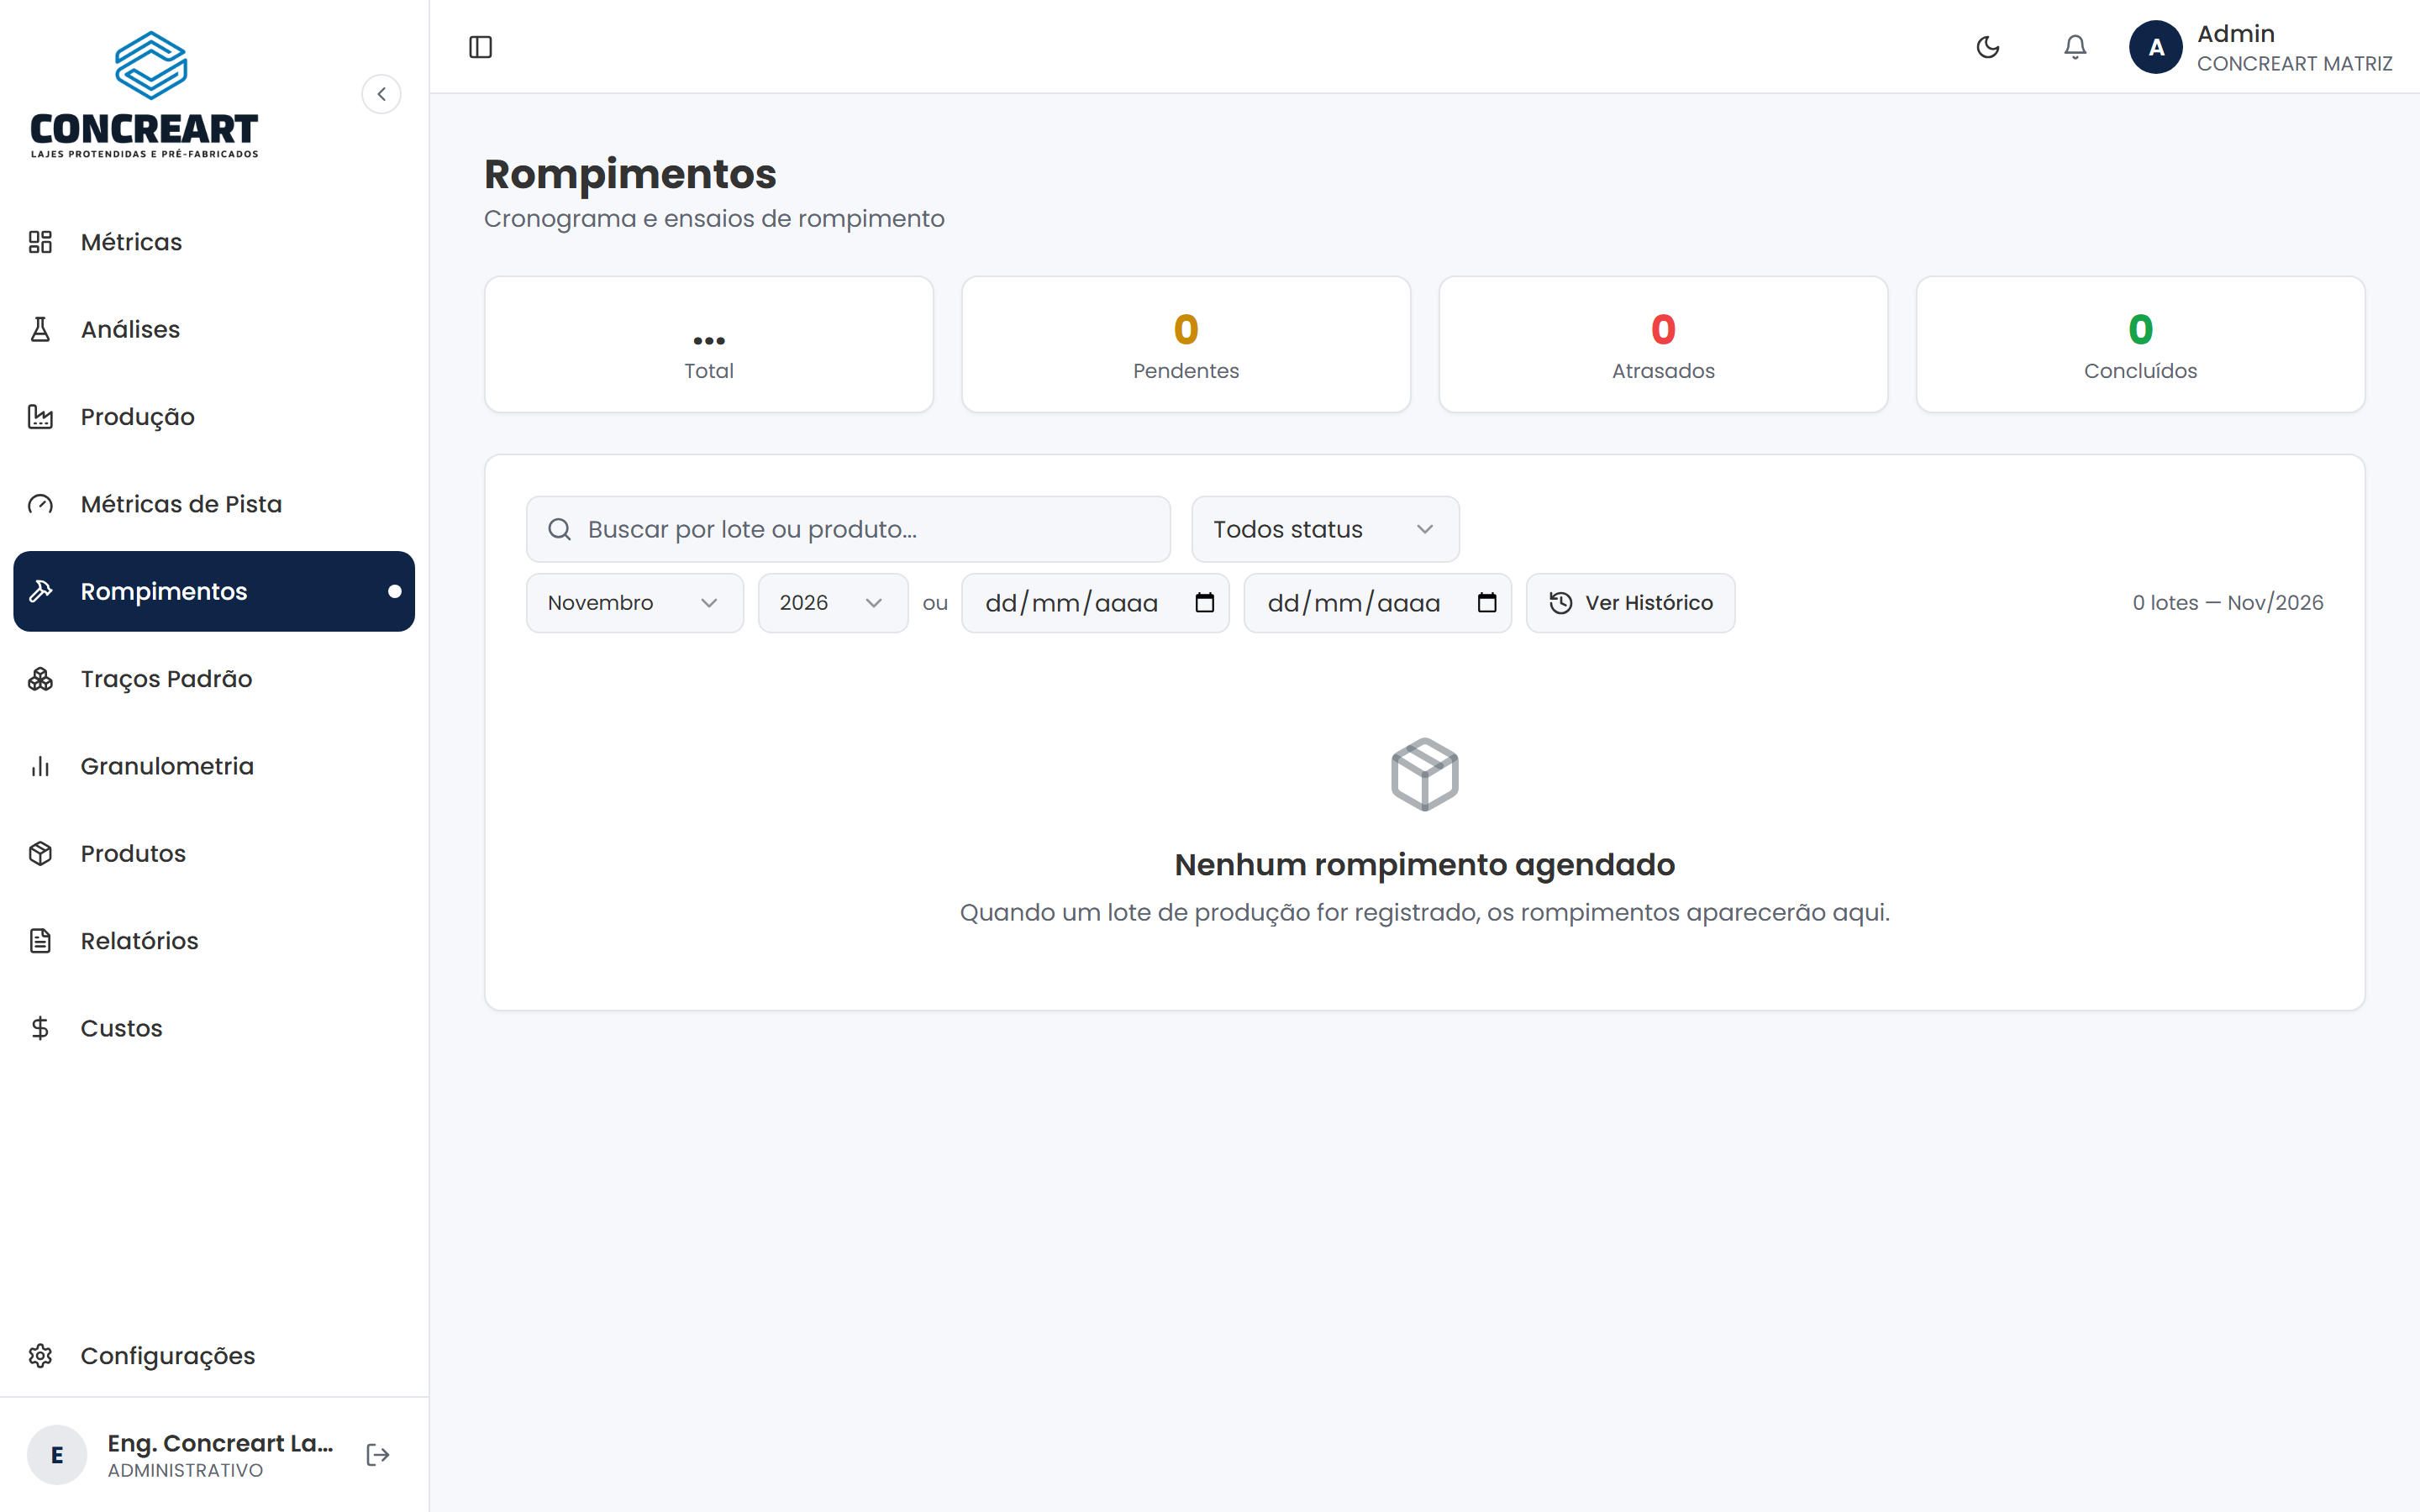 CONCREART
LAJES PROTENDIDAS E PRÉ-FABRICADOS
Métricas
Análises
Produção
Métricas de Pista
Rompimentos
Traços Padrão
Granulometria
Produtos
Relatórios
Custos
Configurações
E
Eng. Concreart La...
ADMINISTRATIVO
A
Admin
CONCREART MATRIZ
Rompimentos
Cronograma e ensaios de rompimento
...
Total
0
Pendentes
0
Atrasados
0
Concluídos
Buscar por lote ou produto...
Todos status
Novembro
2026
ou
dd/mm/aaaa
dd/mm/aaaa
Ver Histórico
0 lotes — Nov/2026
Nenhum rompimento agendado
Quando um lote de produção for registrado, os rompimentos aparecerão aqui.